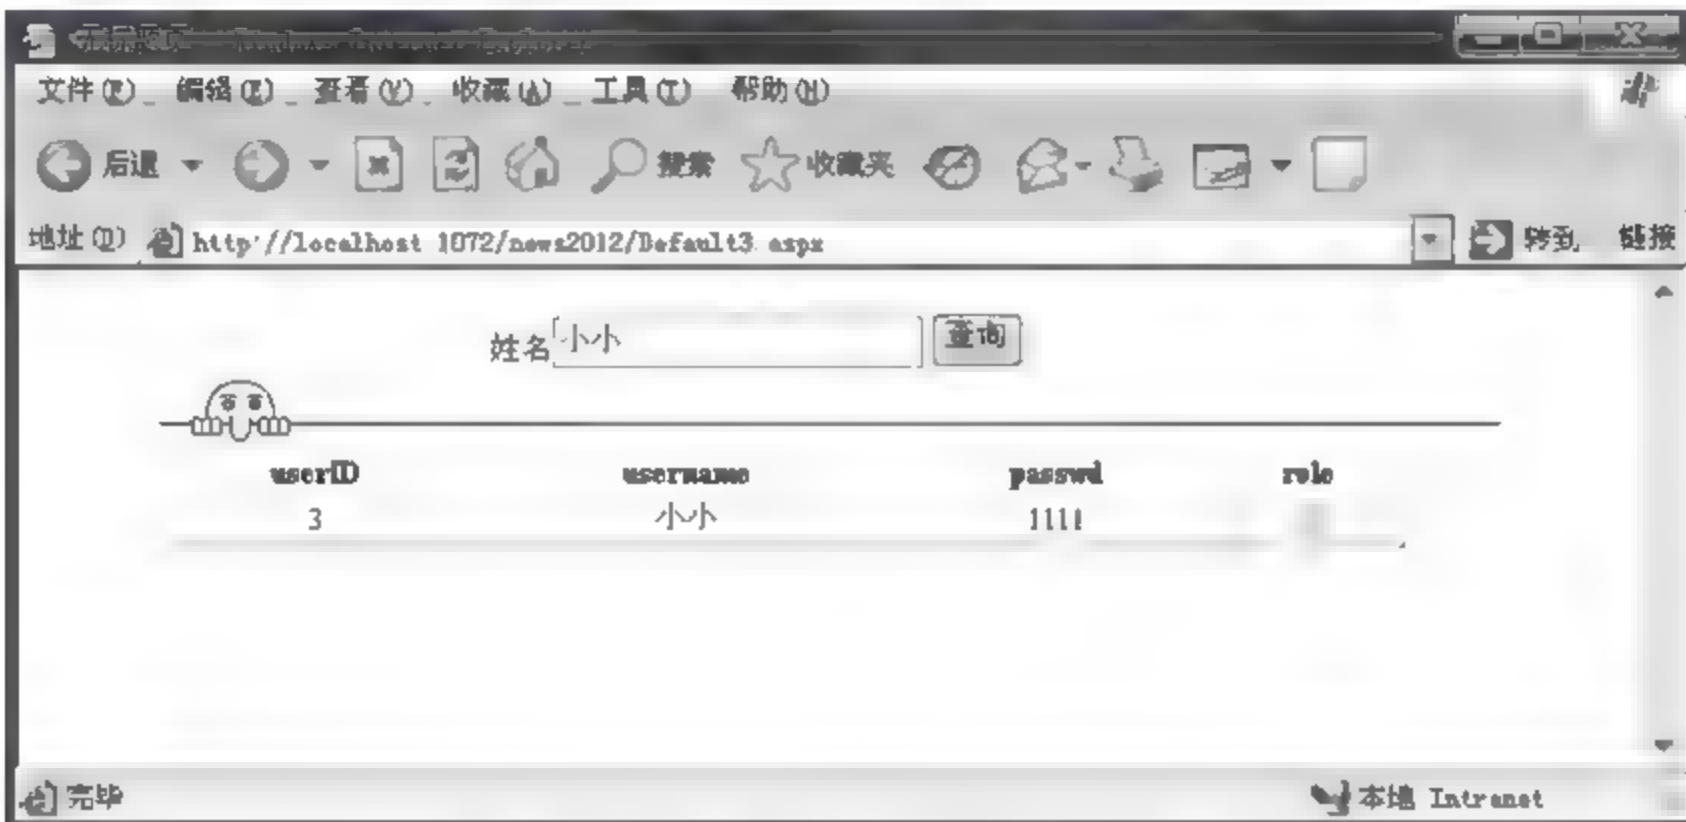 文件(F) 编辑(E) 查看(V) 收藏(A) 工具(T) 帮助(H)
后退 搜索 收藏夹
地址(D) http://localhost:1072/news2012/Default3.aspx 转到 链接
姓名 小小 查询
userID username passwd role
3 小小 1111
完毕 本地 Intranet